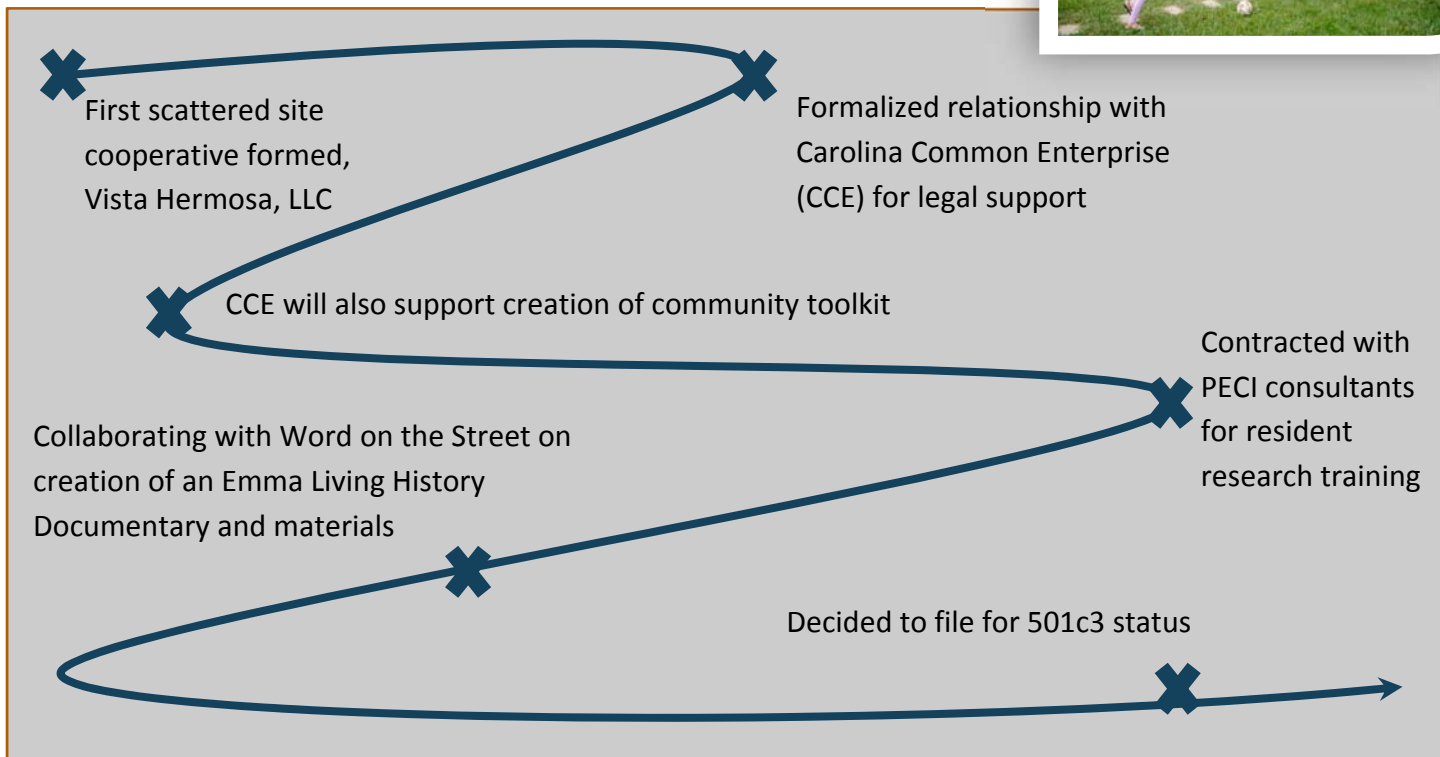 First scattered site
cooperative formed,
Vista Hermosa, LLC
Formalized relationship with
Carolina Common Enterprise
(CCE) for legal support
CCE will also support creation of community toolkit
Contracted with
PECI consultants
for resident
research training
Collaborating with Word on the Street on
creation of an Emma Living History
Documentary and materials
Decided to file for 501c3 status